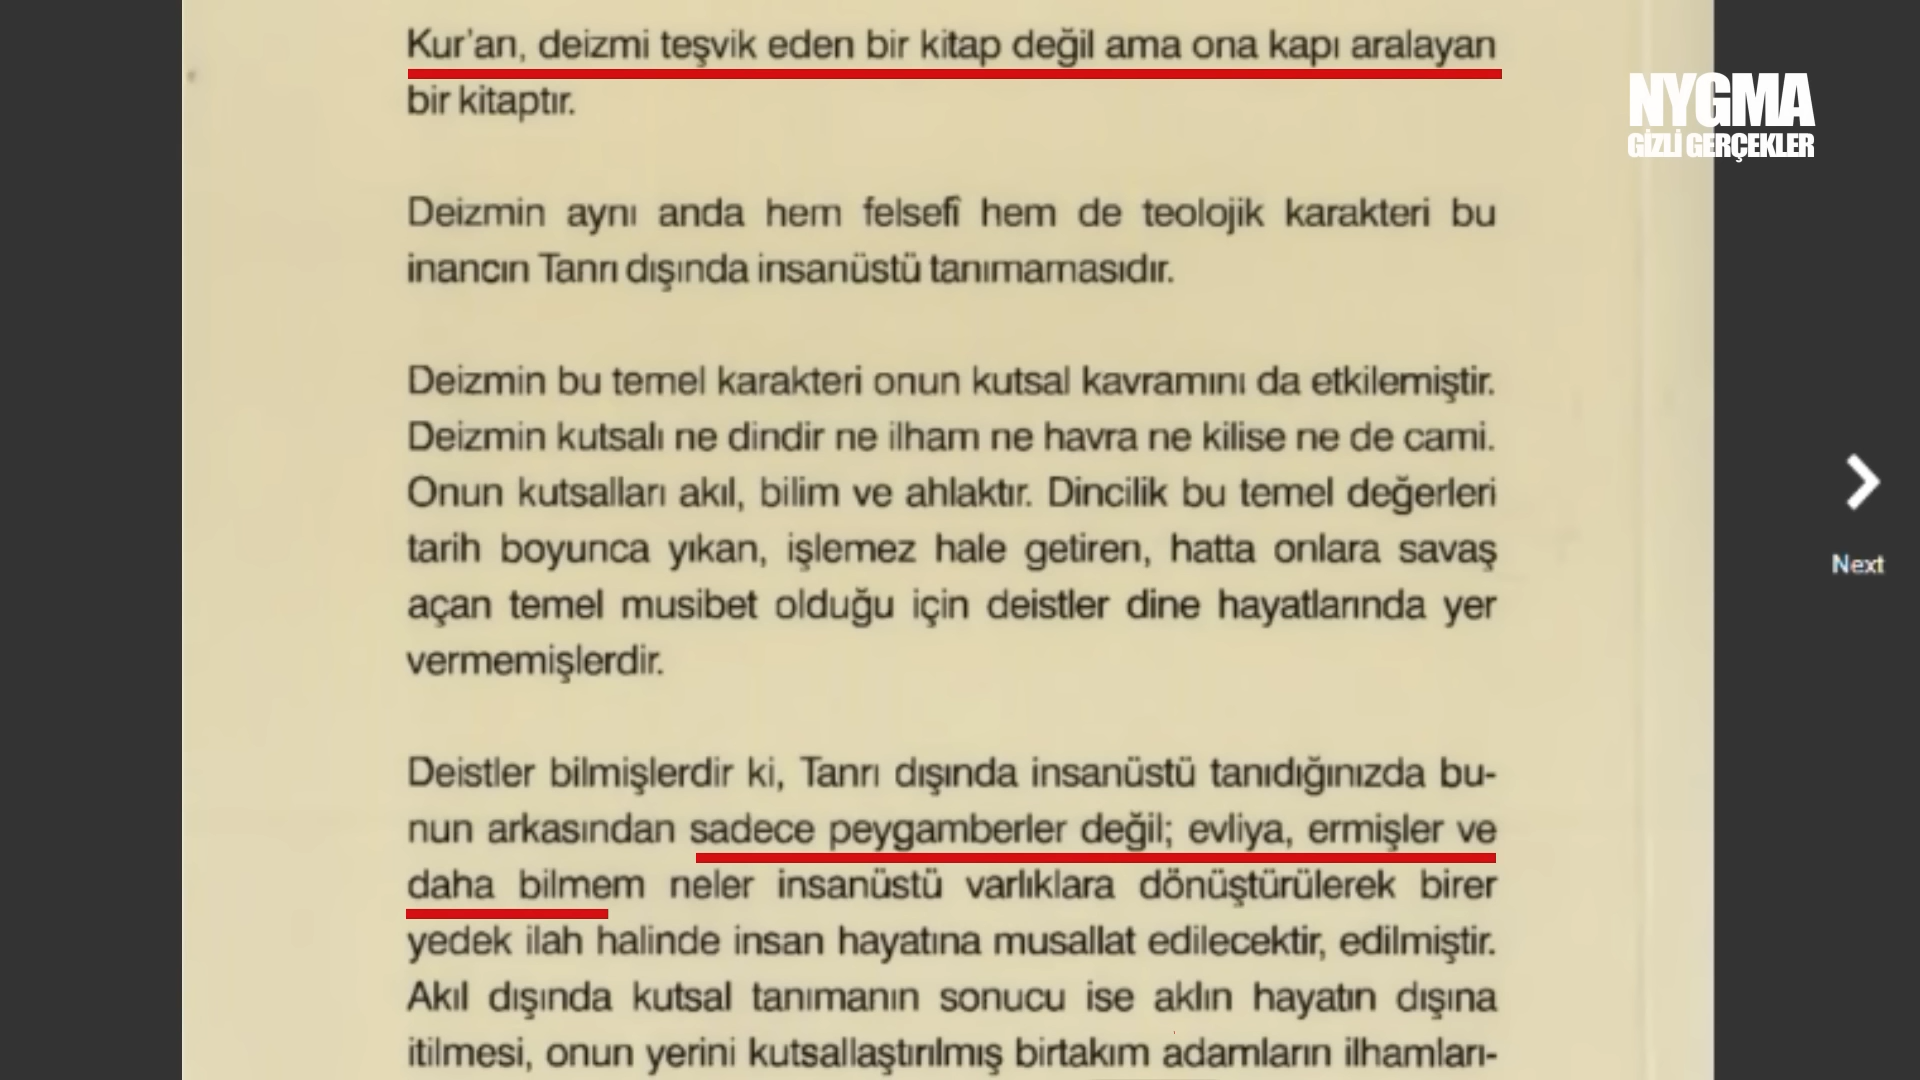 Kur'an, deizmi teşvik eden bir kitap değil ama ona kapı aralayan
bir kitaptır.
NYGMA
GİZLİ GERÇEKLER
Deizmin aynı anda hem felsefî hem de teolojik karakteri bu
inancın Tanrı dışında insanüstü tanımamasıdır.
Deizmin bu temel karakteri onun kutsal kavramını da etkilemiştir.
Deizmin kutsalı ne dindir ne ilham ne havra ne kilise ne de cami.
Onun kutsalları akıl, bilim ve ahlaktır. Dincilik bu temel değerleri
tarih boyunca yıkan, işlemez hale getiren, hatta onlara savaş
açan temel musibet olduğu için deistler dine hayatlarında yer
vermemişlerdir.
Next
Deistler bilmişlerdir ki, Tanrı dışında insanüstü tanıdığınızda bu-
nun arkasından sadece peygamberler değil; evliya, ermişler ve
daha bilmem neler insanüstü varlıklara dönüştürülerek birer
yedek ilah halinde insan hayatına musallat edilecektir, edilmiştir.
Akıl dışında kutsal tanımanın sonucu ise aklın hayatın dışına
itilmesi, onun yerini kutsallaştırılmış birtakım adamların ilhamları-